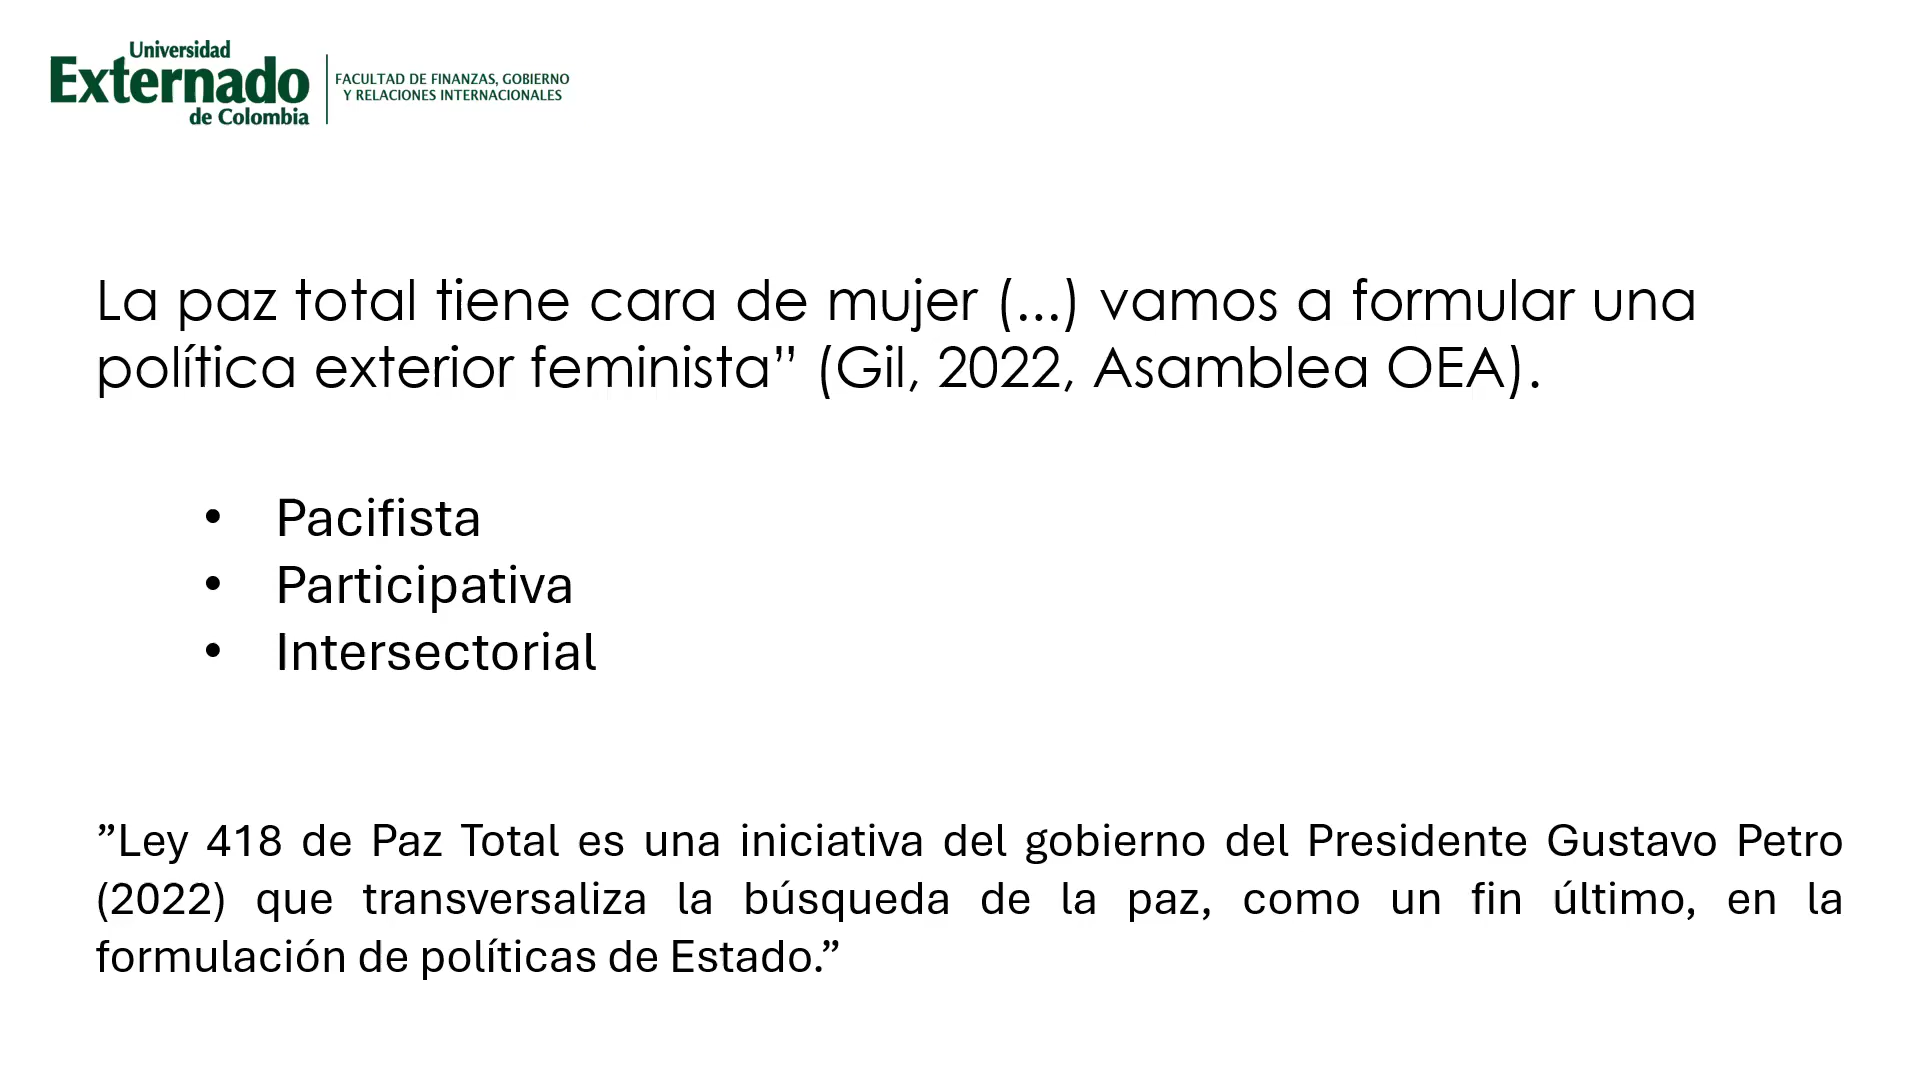 Universidad
Externado
de Colombia
FACULTAD DE FINANZAS, GOBIERNO
Y RELACIONES INTERNACIONALES
La paz total tiene cara de mujer (...) vamos a formular una
política exterior feminista” (Gil, 2022, Asamblea OEA).
• Pacifista
• Participativa
• Intersectorial
”Ley 418 de Paz Total es una iniciativa del gobierno del Presidente Gustavo Petro
(2022) que transversaliza la búsqueda de la paz, como un fin último, en la
formulación de políticas de Estado.”